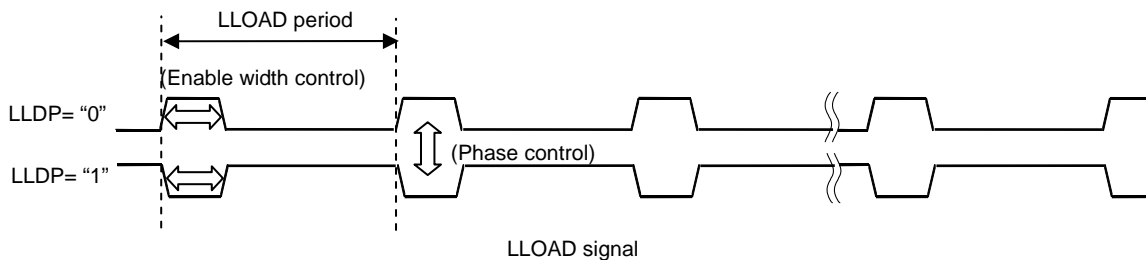 LLOAD period
(Enable width control)
LLDP= “0”
(Phase control)
LLDP= “1”
LLOAD signal